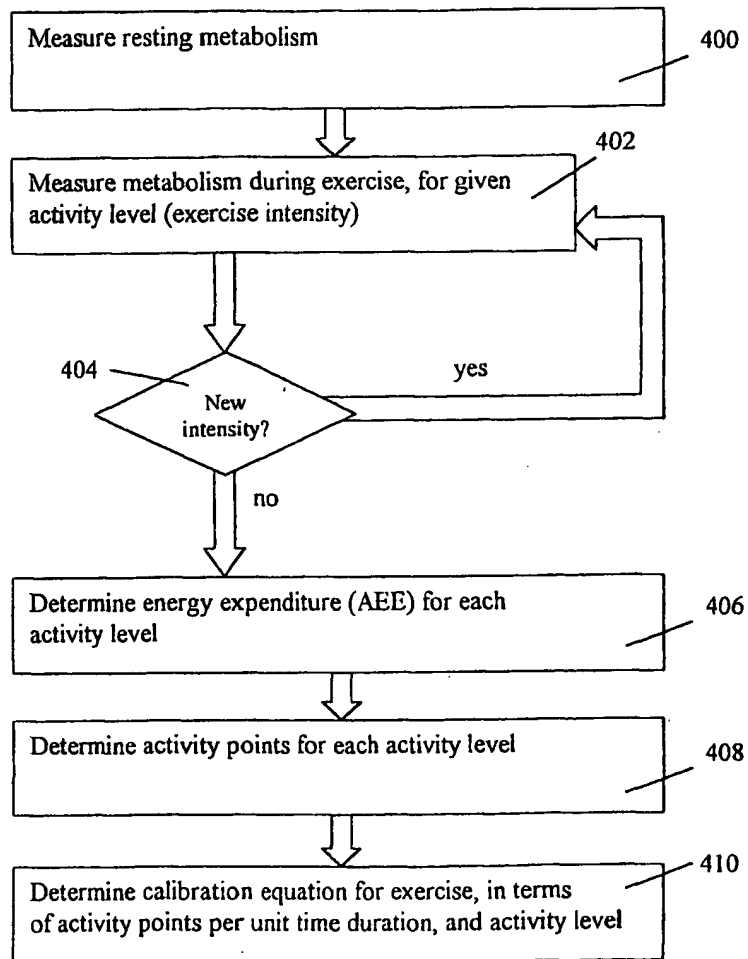 Measure resting metabolism
400
402
Measure metabolism during exercise, for given
activity level (exercise intensity)
404
yes
New
intensity?
no
Determine energy expenditure (AEE) for each
activity level
406
Determine activity points for each activity level
408
410
Determine calibration equation for exercise, in terms
of activity points per unit time duration, and activity level